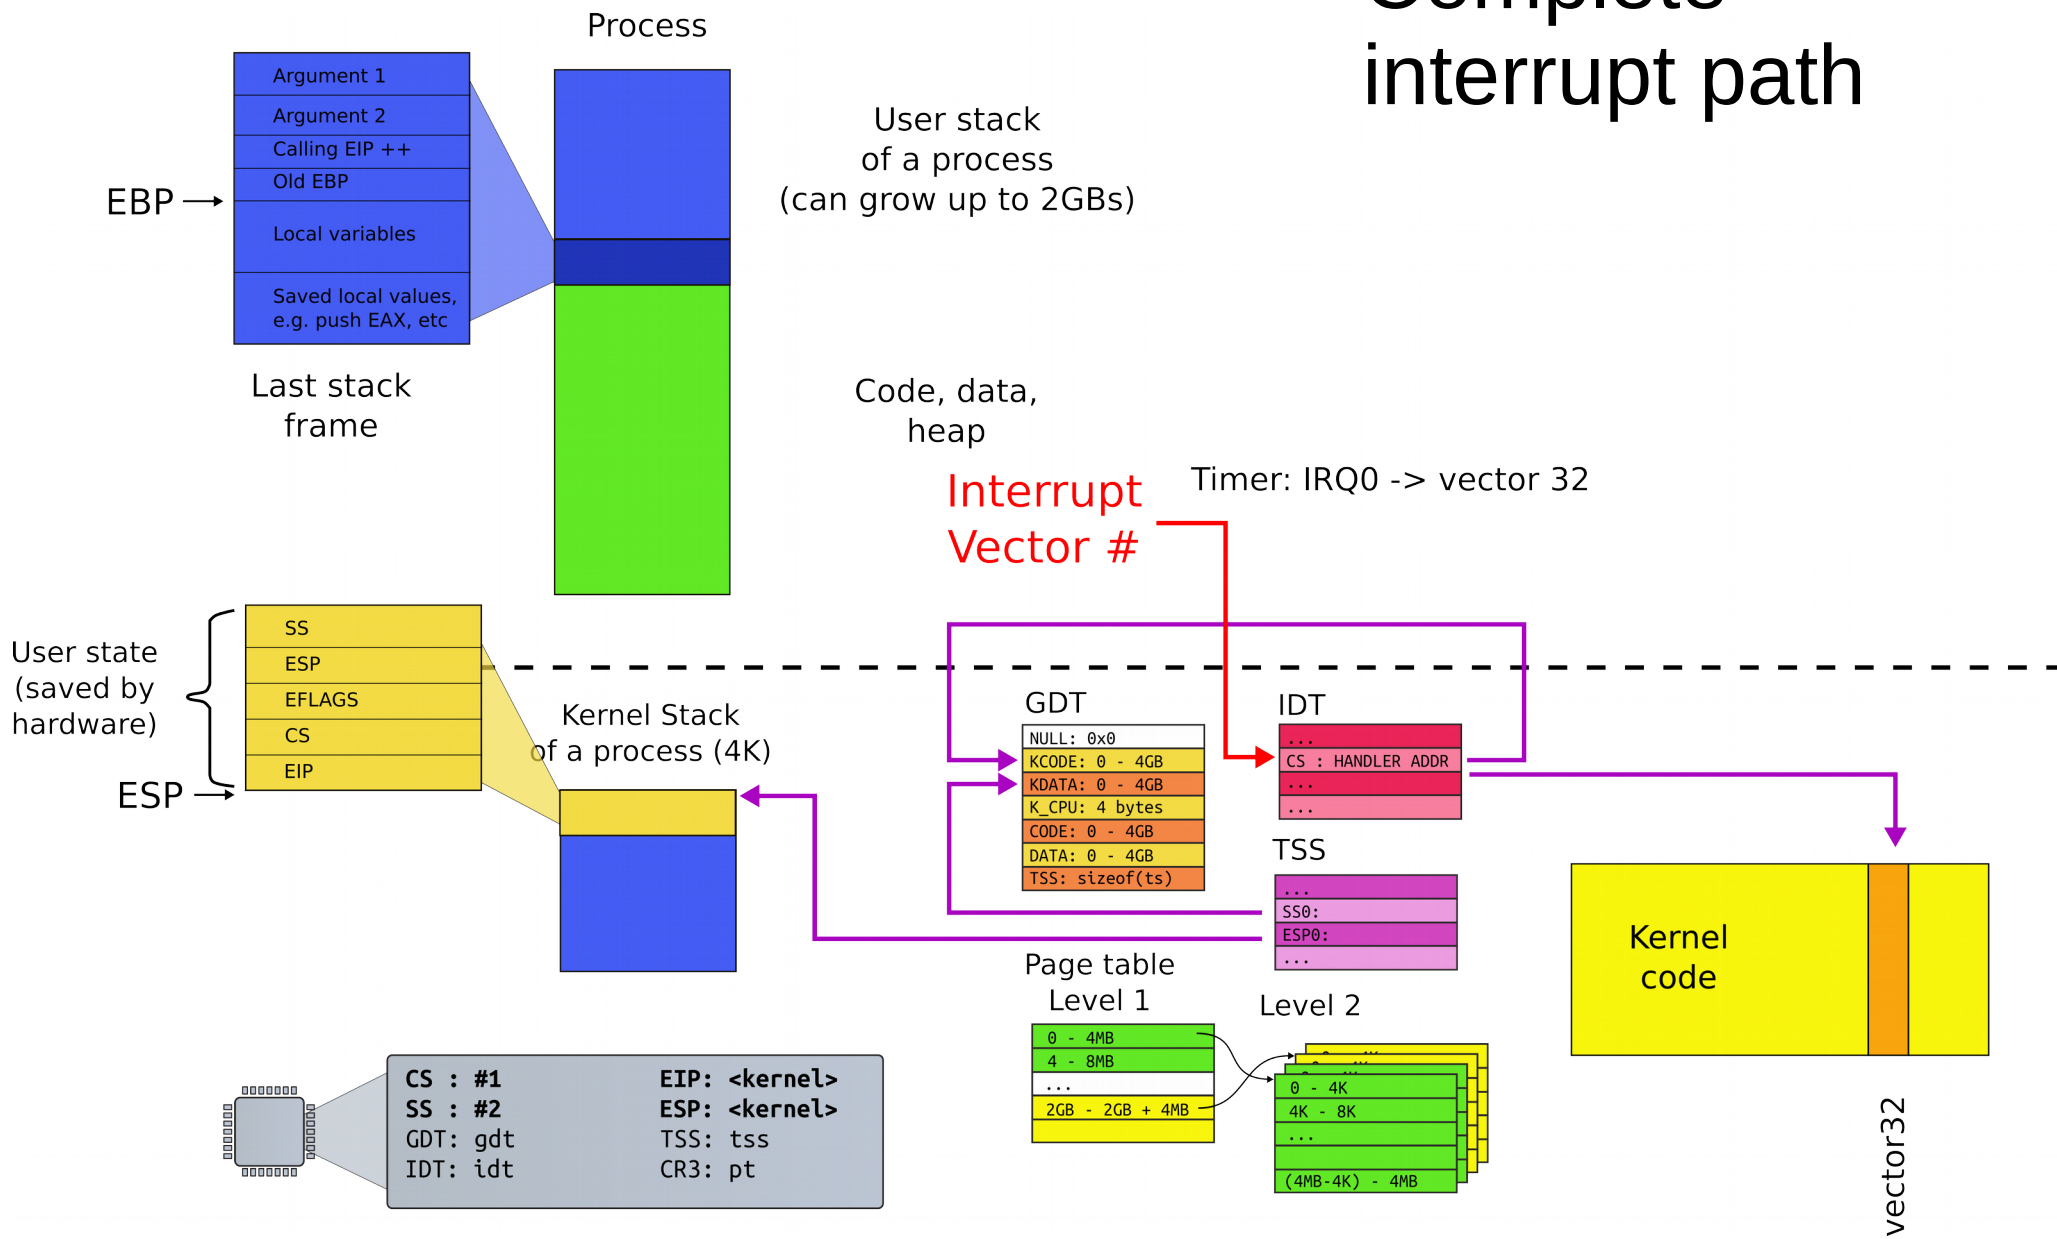 Complete
interrupt path
Process
Argument 1
Argument 2
Calling EIP ++
Old EBP
Local variables
Saved local values,
e.g. push EAX, etc
EBP
Last stack
frame
User stack
of a process
(can grow up to 2GBs)
Code, data,
heap
Interrupt
Vector #
Timer: IRQ0 -> vector 32
User state
(saved by
hardware)
SS
ESP
EFLAGS
CS
EIP
ESP
Kernel Stack
of a process (4K)
GDT
NULL: 0x0
KCODE: 0 - 4GB
KDATA: 0 - 4GB
K_CPU: 4 bytes
CODE: 0 - 4GB
DATA: 0 - 4GB
TSS: sizeof(ts)
IDT
...
CS : HANDLER ADDR
...
...
TSS
...
SS0:
ESP0:
...
Kernel
code
vector32
Page table
Level 1
0 - 4MB
4 - 8MB
...
2GB - 2GB + 4MB
Level 2
0 - 4K
4K - 8K
...
(4MB-4K) - 4MB
CS : #1 EIP: <kernel>
SS : #2 ESP: <kernel>
GDT: gdt TSS: tss
IDT: idt CR3: pt